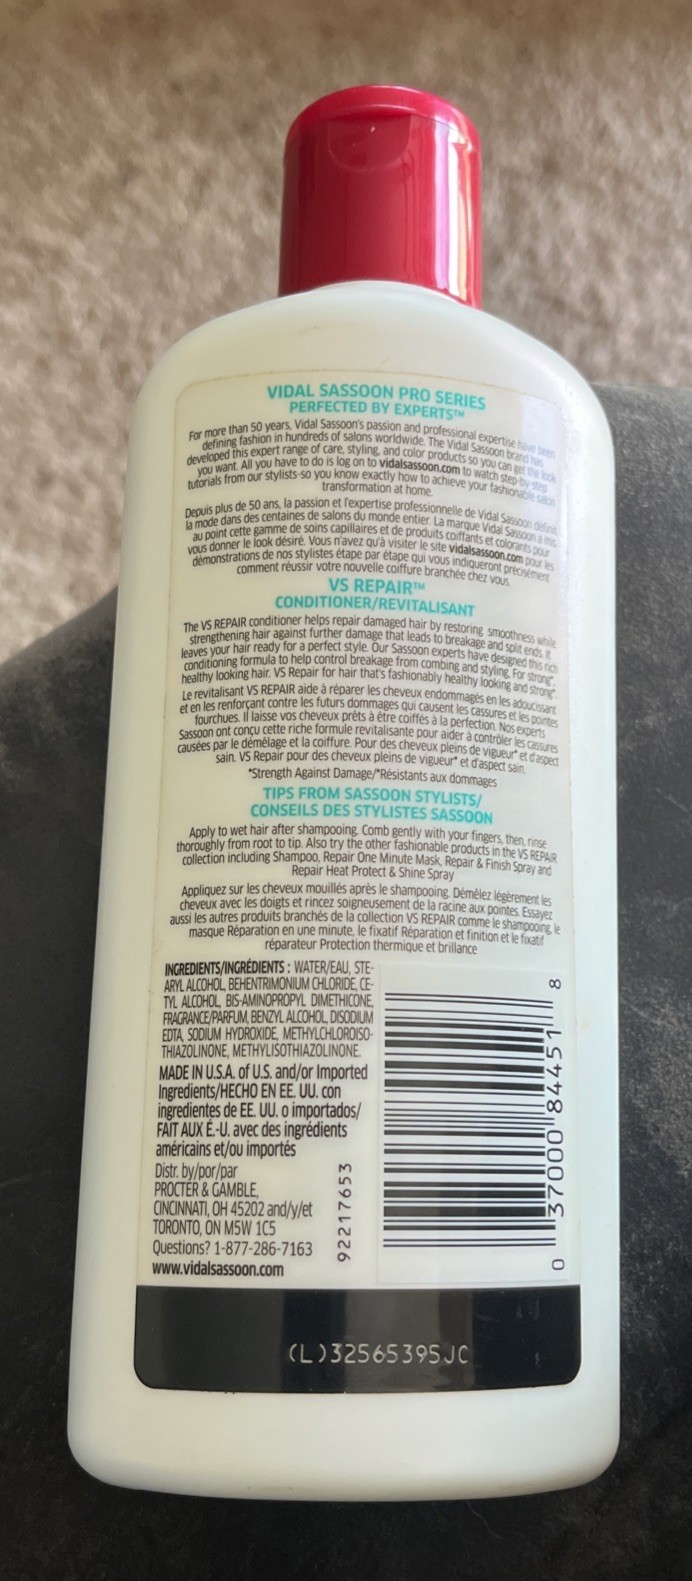 VIDAL SASSOON PRO SERIES
PERFECTED BY EXPERTS™
For more than 50 years, Vidal Sassoon's passion and professional expertise have been
defining fashion in hundreds of salons worldwide. The Vidal Sassoon brand has
developed this expert range of care, styling, and color products so you can get the look
you want. All you have to do is log on to vidalsassoon.com to watch step-by-step
tutorials from our stylists-so you know exactly how to achieve your fashionable salon
transformation at home.
Depuis plus de 50 ans, la passion et l'expertise professionnelle de Vidal Sassoon définit
la mode dans des centaines de salons du monde entier. La marque Vidal Sassoon a mis
au point cette gamme de soins capillaires et de produits coiffants et colorants pour
vous donner le look désiré. Vous n'avez qu'à visiter le site vidalsassoon.com pour les
démonstrations de nos stylistes étape par étape qui vous indiqueront précisément
comment réussir votre nouvelle coiffure branchée chez vous.
VS REPAIR™
CONDITIONER/REVITALISANT
The VS REPAIR conditioner helps repair damaged hair by restoring smoothness while
strengthening hair against further damage that leads to breakage and split ends. It
leaves your hair ready for a perfect style. Our Sassoon experts have designed this rich
conditioning formula to help control breakage from combing and styling. For strong*,
healthy looking hair. VS Repair for hair that's fashionably healthy looking and strong*.
Le revitalisant VS REPAIR aide à réparer les cheveux endommagés en les adoucissant
et en les renforçant contre les futurs dommages qui causent les cassures et les pointes
fourchues. Il laisse vos cheveux prêts à être coiffés à la perfection. Nos experts
Sassoon ont conçu cette riche formule revitalisante pour aider à contrôler les cassures
causées par le démêlage et la coiffure. Pour des cheveux pleins de vigueur* et d'aspect
sain. VS Repair pour des cheveux pleins de vigueur* et d'aspect sain.
*Strength Against Damage/*Résistants aux dommages
TIPS FROM SASSOON STYLISTS/
CONSEILS DES STYLISTES SASSOON
Apply to wet hair after shampooing. Comb gently with your fingers, then, rinse
thoroughly from root to tip. Also try the other fashionable products in the VS REPAIR
collection including Shampoo, Repair One Minute Mask, Repair & Finish Spray and
Repair Heat Protect & Shine Spray
Appliquez sur les cheveux mouillés après le shampooing. Démêlez légèrement les
cheveux avec les doigts et rincez soigneusement de la racine aux pointes. Essayez
aussi les autres produits branchés de la collection VS REPAIR comme le shampooing, le
masque Réparation en une minute, le fixatif Réparation et finition et le fixatif
réparateur Protection thermique et brillance
INGREDIENTS/INGRÉDIENTS : WATER/EAU, STE-
ARYL ALCOHOL, BEHENTRIMONIUM CHLORIDE, CE-
TYL ALCOHOL, BIS-AMINOPROPYL DIMETHICONE,
FRAGRANCE/PARFUM, BENZYL ALCOHOL, DISODIUM
EDTA, SODIUM HYDROXIDE, METHYLCHLOROISO-
THIAZOLINONE, METHYLISOTHIAZOLINONE.
MADE IN U.S.A. of U.S. and/or Imported
Ingredients/HECHO EN EE. UU. con
ingredientes de EE. UU. o importados/
FAIT AUX É.-U. avec des ingrédients
américains et/ou importés
Distr. by/por/par
PROCTER & GAMBLE,
CINCINNATI, OH 45202 and/y/et
TORONTO, ON M5W 1C5
Questions? 1-877-286-7163
www.vidalsassoon.com
92217653
0 37000 84451 8
(L)32565395JC